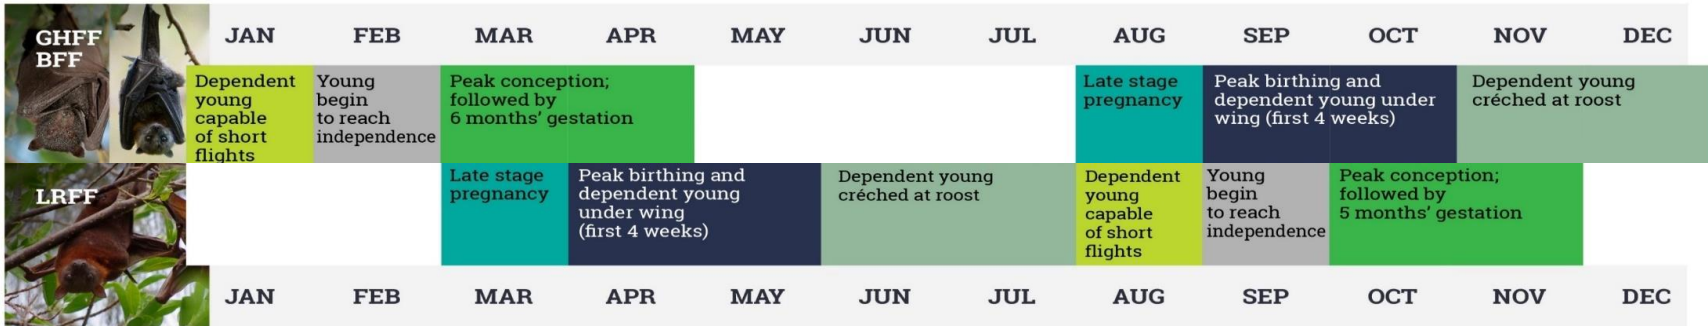 GHFF
BFF
JAN FEB MAR APR MAY JUN JUL AUG SEP OCT NOV DEC
Dependent
young
capable
of short
flights
Young
begin
to reach
independence
Peak conception;
followed by
6 months' gestation
Late stage
pregnancy
Peak birthing and
dependent young under
wing (first 4 weeks)
Dependent young
créched at roost
LRFF
Late stage
pregnancy
Peak birthing and
dependent young
under wing
(first 4 weeks)
Dependent young
créched at roost
Dependent
young
capable
of short
flights
Young
begin
to reach
independence
Peak conception;
followed by
5 months' gestation
JAN FEB MAR APR MAY JUN JUL AUG SEP OCT NOV DEC